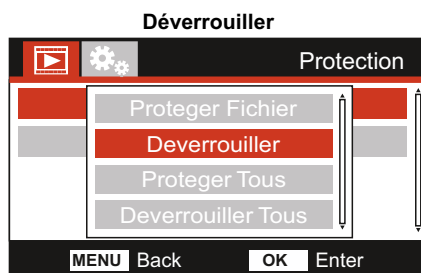 Déverrouiller
Protection
Proteger Fichier
Deverrouiller
Proteger Tous
Deverrouiller Tous
MENU Back OK Enter